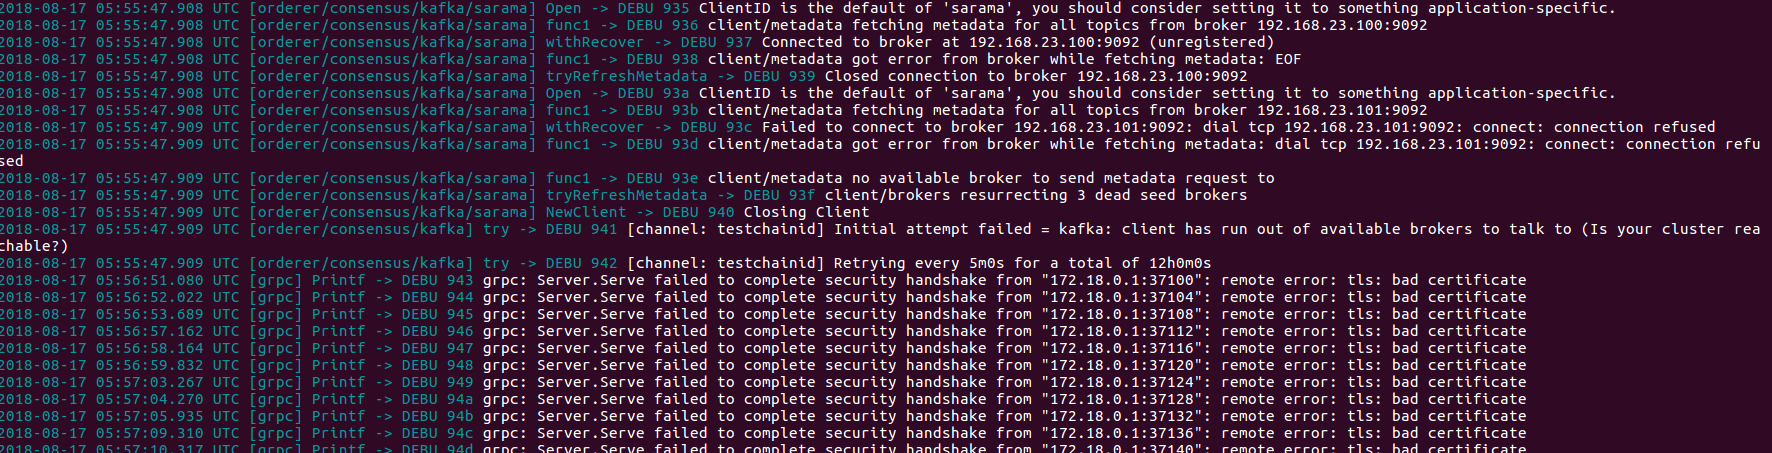 2018-08-17 05:55:47.908 UTC [orderer/consensus/kafka/sarama] Open -> DEBU 935 ClientID is the default of 'sarama', you should consider setting it to something application-specific.
2018-08-17 05:55:47.908 UTC [orderer/consensus/kafka/sarama] func1 -> DEBU 936 client/metadata fetching metadata for all topics from broker 192.168.23.100:9092
2018-08-17 05:55:47.908 UTC [orderer/consensus/kafka/sarama] withRecover -> DEBU 937 Connected to broker at 192.168.23.100:9092 (unregistered)
2018-08-17 05:55:47.908 UTC [orderer/consensus/kafka/sarama] func1 -> DEBU 938 client/metadata got error from broker while fetching metadata: EOF
2018-08-17 05:55:47.908 UTC [orderer/consensus/kafka/sarama] tryRefreshMetadata -> DEBU 939 Closed connection to broker 192.168.23.100:9092
2018-08-17 05:55:47.908 UTC [orderer/consensus/kafka/sarama] Open -> DEBU 93a ClientID is the default of 'sarama', you should consider setting it to something application-specific.
2018-08-17 05:55:47.908 UTC [orderer/consensus/kafka/sarama] func1 -> DEBU 93b client/metadata fetching metadata for all topics from broker 192.168.23.101:9092
2018-08-17 05:55:47.909 UTC [orderer/consensus/kafka/sarama] withRecover -> DEBU 93c Failed to connect to broker 192.168.23.101:9092: dial tcp 192.168.23.101:9092: connect: connection refused
2018-08-17 05:55:47.909 UTC [orderer/consensus/kafka/sarama] func1 -> DEBU 93d client/metadata got error from broker while fetching metadata: dial tcp 192.168.23.101:9092: connect: connection refu
sed
2018-08-17 05:55:47.909 UTC [orderer/consensus/kafka/sarama] func1 -> DEBU 93e client/metadata no available broker to send metadata request to
2018-08-17 05:55:47.909 UTC [orderer/consensus/kafka/sarama] tryRefreshMetadata -> DEBU 93f client/brokers resurrecting 3 dead seed brokers
2018-08-17 05:55:47.909 UTC [orderer/consensus/kafka/sarama] NewClient -> DEBU 940 Closing Client
2018-08-17 05:55:47.909 UTC [orderer/consensus/kafka] try -> DEBU 941 [channel: testchainid] Initial attempt failed = kafka: client has run out of available brokers to talk to (Is your cluster rea
chable?)
2018-08-17 05:55:47.909 UTC [orderer/consensus/kafka] try -> DEBU 942 [channel: testchainid] Retrying every 5m0s for a total of 12h0m0s
2018-08-17 05:56:51.080 UTC [grpc] Printf -> DEBU 943 grpc: Server.Serve failed to complete security handshake from "172.18.0.1:37100": remote error: tls: bad certificate
2018-08-17 05:56:52.022 UTC [grpc] Printf -> DEBU 944 grpc: Server.Serve failed to complete security handshake from "172.18.0.1:37104": remote error: tls: bad certificate
2018-08-17 05:56:53.689 UTC [grpc] Printf -> DEBU 945 grpc: Server.Serve failed to complete security handshake from "172.18.0.1:37108": remote error: tls: bad certificate
2018-08-17 05:56:57.162 UTC [grpc] Printf -> DEBU 946 grpc: Server.Serve failed to complete security handshake from "172.18.0.1:37112": remote error: tls: bad certificate
2018-08-17 05:56:58.164 UTC [grpc] Printf -> DEBU 947 grpc: Server.Serve failed to complete security handshake from "172.18.0.1:37116": remote error: tls: bad certificate
2018-08-17 05:56:59.832 UTC [grpc] Printf -> DEBU 948 grpc: Server.Serve failed to complete security handshake from "172.18.0.1:37120": remote error: tls: bad certificate
2018-08-17 05:57:03.267 UTC [grpc] Printf -> DEBU 949 grpc: Server.Serve failed to complete security handshake from "172.18.0.1:37124": remote error: tls: bad certificate
2018-08-17 05:57:04.270 UTC [grpc] Printf -> DEBU 94a grpc: Server.Serve failed to complete security handshake from "172.18.0.1:37128": remote error: tls: bad certificate
2018-08-17 05:57:05.935 UTC [grpc] Printf -> DEBU 94b grpc: Server.Serve failed to complete security handshake from "172.18.0.1:37132": remote error: tls: bad certificate
2018-08-17 05:57:09.310 UTC [grpc] Printf -> DEBU 94c grpc: Server.Serve failed to complete security handshake from "172.18.0.1:37136": remote error: tls: bad certificate
2018-08-17 05:57:10.317 UTC [grpc] Printf -> DEBU 94d grpc: Server.Serve failed to complete security handshake from "172.18.0.1:37140": remote error: tls: bad certificate